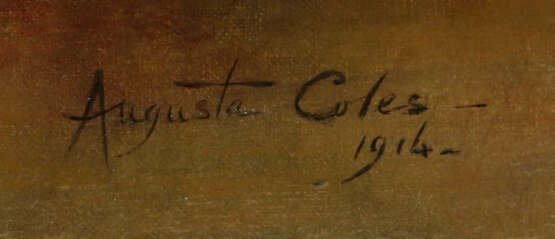 Augusta Coles –
1914 –